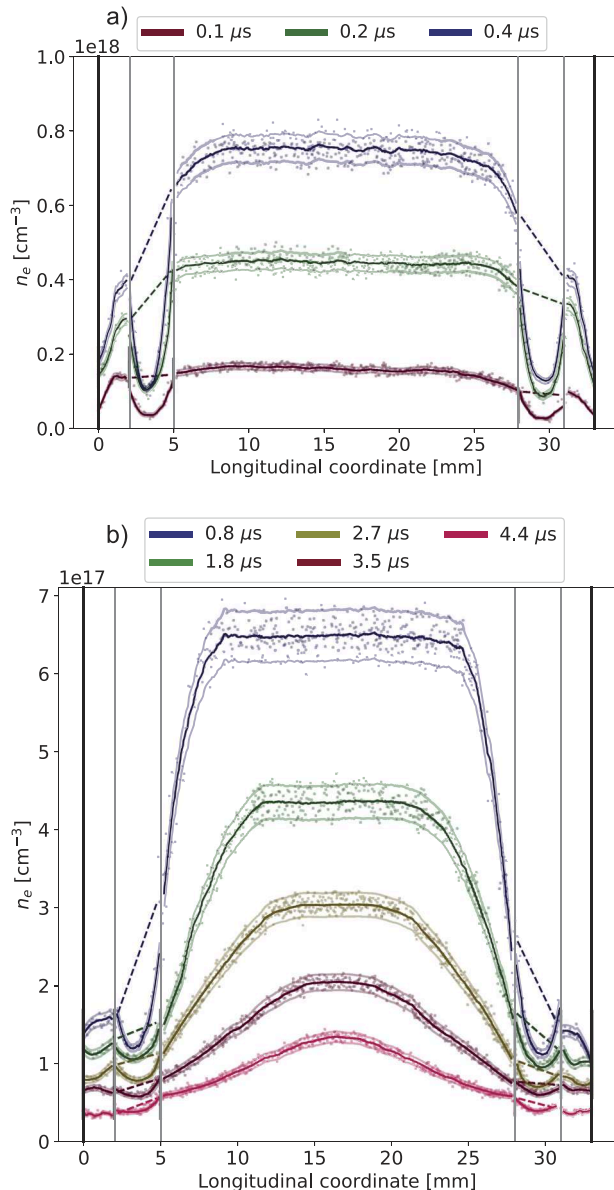 a)
0.1 μs 0.2 μs 0.4 μs
1e18
1.0
0.8
0.6
0.4
0.2
0.0
nₑ [cm⁻³]
0 5 10 15 20 25 30
Longitudinal coordinate [mm]
b)
0.8 μs 2.7 μs 4.4 μs
1.8 μs 3.5 μs
1e17
7
6
5
4
3
2
1
0
nₑ [cm⁻³]
0 5 10 15 20 25 30
Longitudinal coordinate [mm]